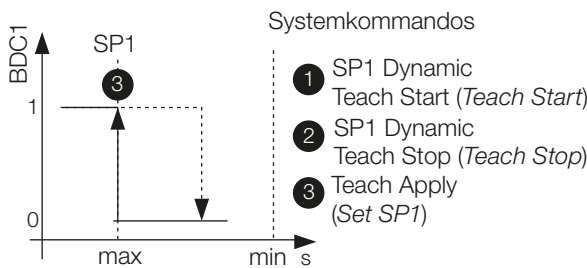 Systemkommandos
BDC1
SP1
3
1
0
max
min s
1 SP1 Dynamic
Teach Start (Teach Start)
2 SP1 Dynamic
Teach Stop (Teach Stop)
3 Teach Apply
(Set SP1)